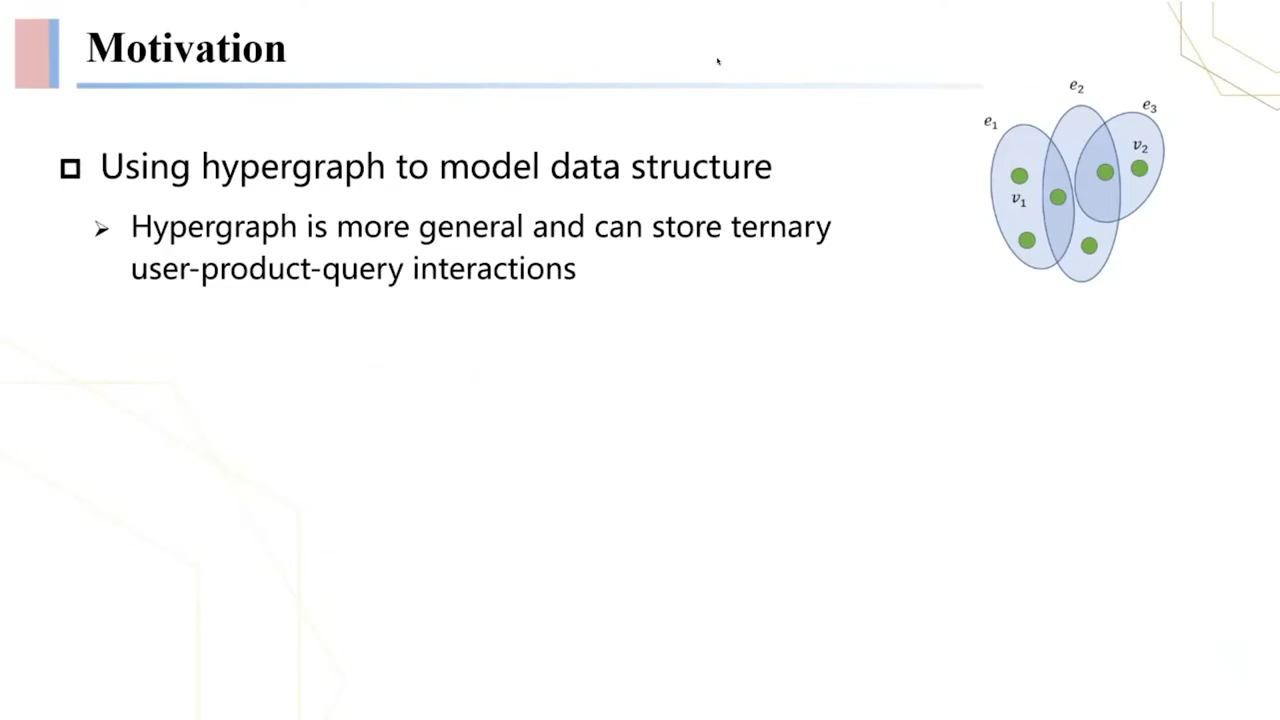 Motivation
e₂
e₃
e₁
v₂
Using hypergraph to model data structure
v₁
Hypergraph is more general and can store ternary
user-product-query interactions